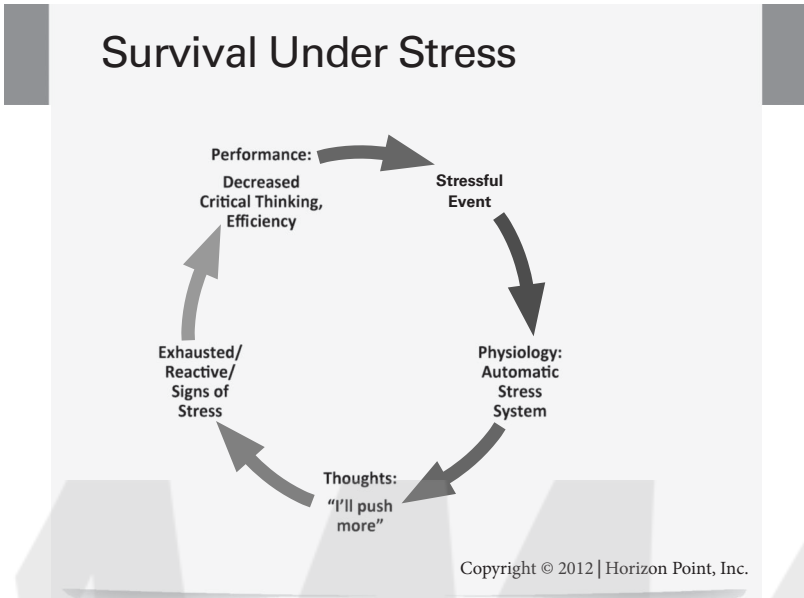 Survival Under Stress
Performance:
Decreased
Critical Thinking,
Efficiency
Stressful
Event
Physiology:
Automatic
Stress
System
Thoughts:
“I’ll push
more”
Exhausted/
Reactive/
Signs of
Stress
Copyright © 2012 | Horizon Point, Inc.